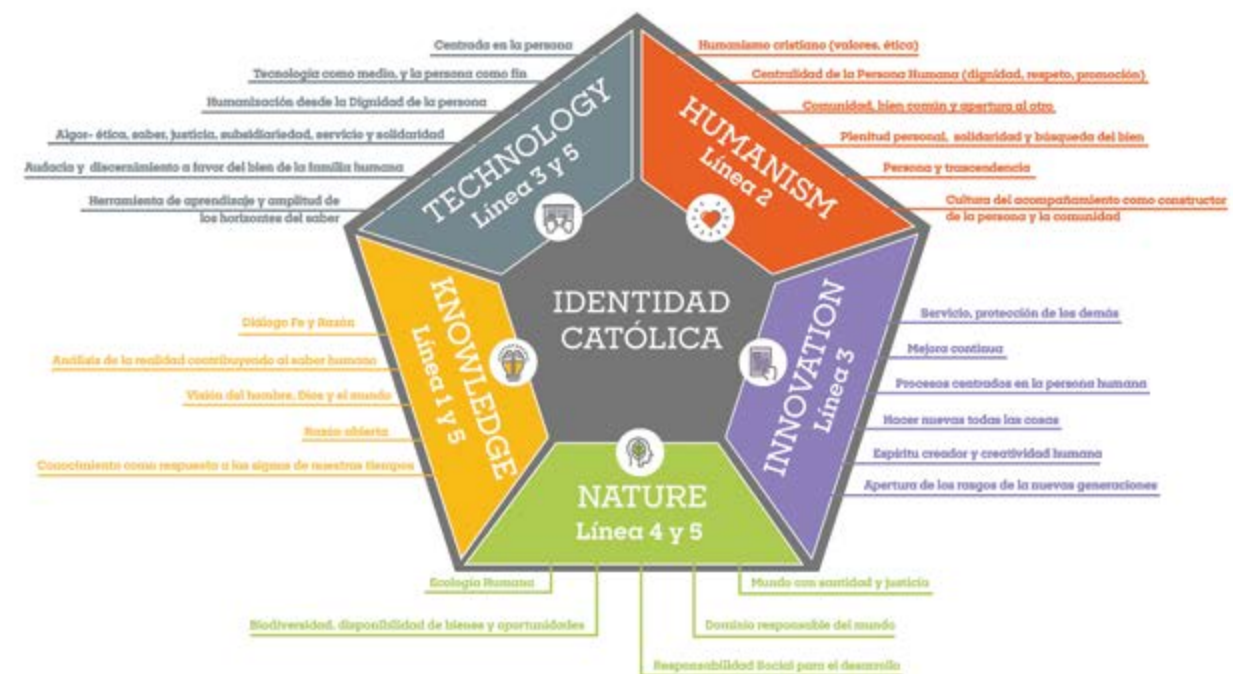 Centrada en la persona
Tecnología como medio, y la persona como fin
Humanización desde la Dignidad de la persona
Algor- ética, saber, justicia, subsidiariedad, servicio y solidaridad
Audacia y discernimiento a favor del bien de la familia humana
Herramienta de aprendizaje y amplitud de
los horizontes del saber
TECHNOLOGY
Línea 3 y 5
Humanismo cristiano (valores, ética)
Centralidad de la Persona Humana (dignidad, respeto, promoción)
Comunidad, bien común y apertura al otro
Plenitud personal, solidaridad y búsqueda del bien
Persona y trascendencia
Cultura del acompañamiento como constructor
de la persona y la comunidad
HUMANISM
Línea 2
IDENTIDAD
CATÓLICA
Diálogo Fe y Razón
Análisis de la realidad contribuyendo al saber humano
Visión del hombre, Dios y el mundo
Razón abierta
Conocimiento como respuesta a los signos de nuestros tiempos
KNOWLEDGE
Línea 1 y 5
INNOVATION
Línea 3
Servicio, protección de los demás
Mejora continua
Procesos centrados en la persona humana
Hacer nuevas todas las cosas
Espíritu creador y creatividad humana
Apertura de los rasgos de la nuevas generaciones
NATURE
Línea 4 y 5
Ecología Humana
Biodiversidad, disponibilidad de bienes y oportunidades
Responsabilidad Social para el desarrollo
Dominio responsable del mundo
Mundo con santidad y justicia